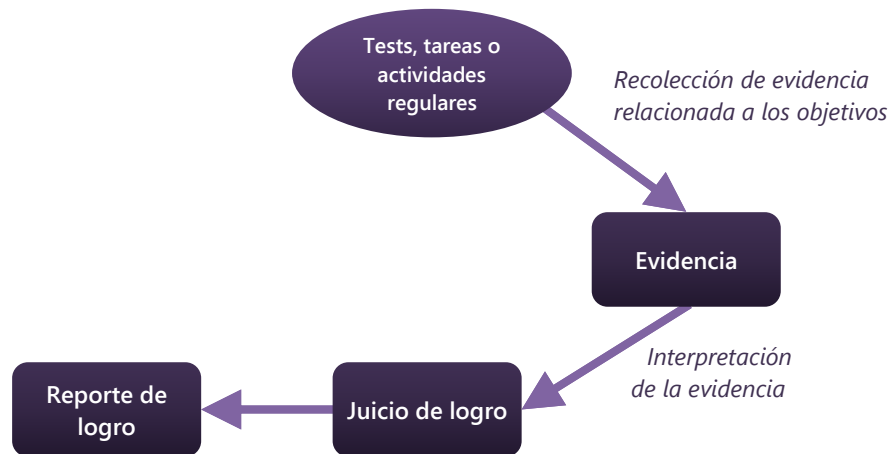 Tests, tareas o
actividades
regulares
Recolección de evidencia
relacionada a los objetivos
Evidencia
Interpretación
de la evidencia
Juicio de logro
Reporte de
logro